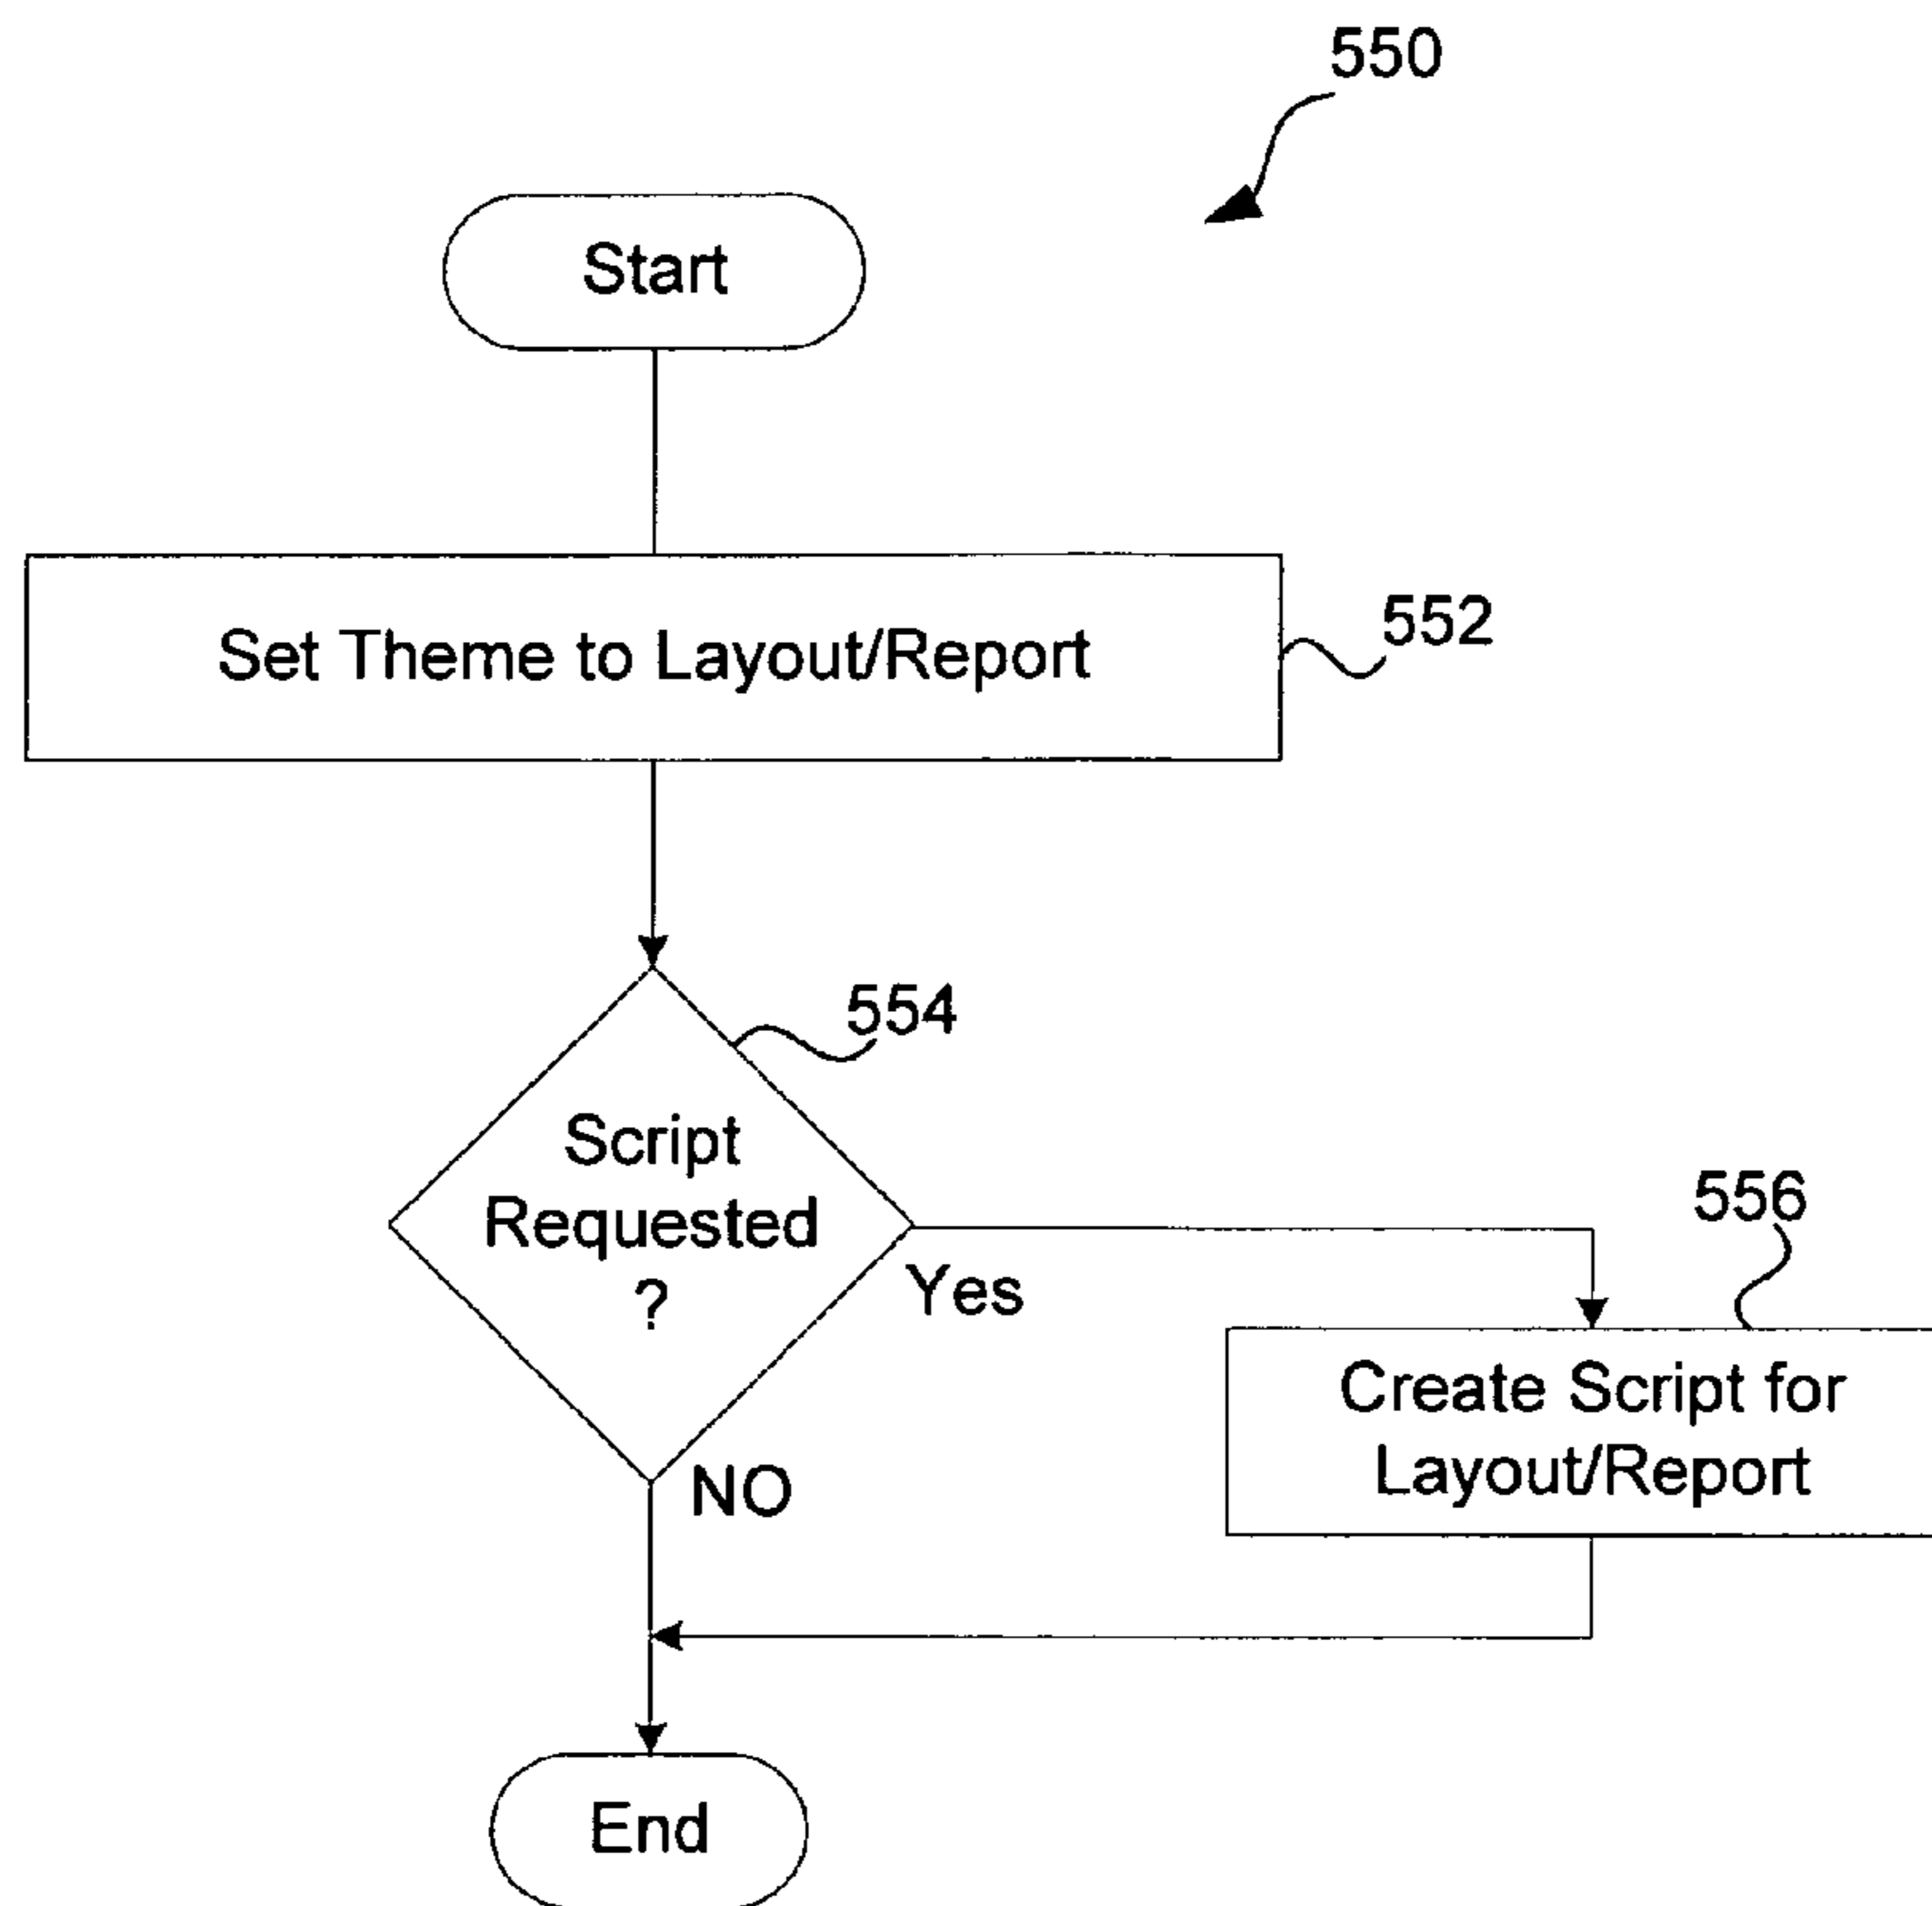 550
Start
Set Theme to Layout/Report
552
554
Script
Requested
?
Yes
556
Create Script for
Layout/Report
NO
End